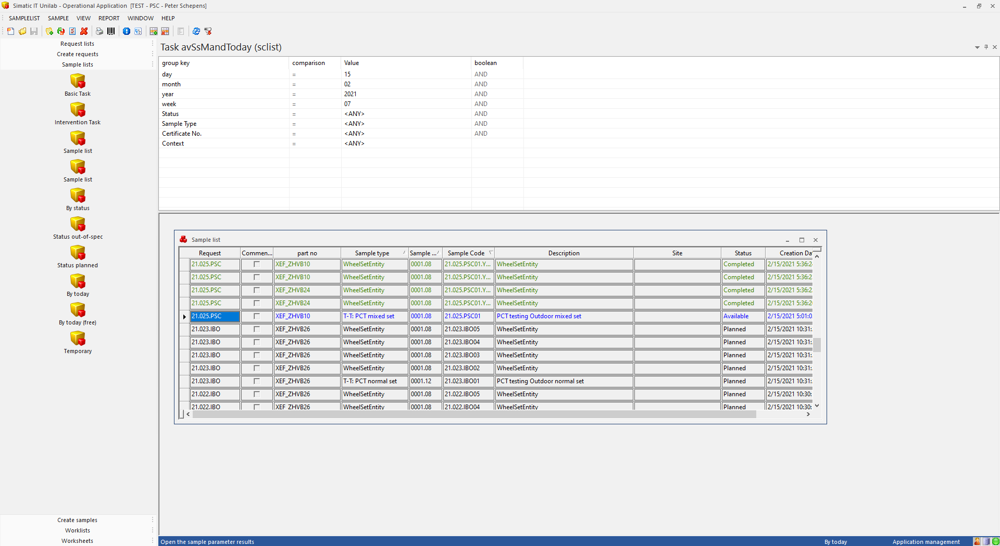 Simatic IT Unilab - Operational Application [TEST - PSC - Peter Schepens]
SAMPLELIST SAMPLE VIEW REPORT WINDOW HELP
Request lists
Create requests
Sample lists
Basic Task
Intervention Task
Sample list
Sample list
By status
Status out-of-spec
Status planned
By today
By today (free)
Temporary
Create samples
Worklists
Worksheets
Task avSsMandToday (sclist)
group key comparison Value boolean
day = 15 AND
month = 02 AND
year = 2021 AND
week = 07 AND
Status = <ANY> AND
Sample Type = <ANY> AND
Certificate No. = <ANY> AND
Context = <ANY>
Sample list
Request Commen... part no Sample type Sample ... Sample Code Description Site Status Creation Da
21.025.PSC XEF_ZHVB10 WheelSetEntity 0001.08 21.025.PSC01.Y... WheelSetEntity Completed 2/15/2021 5:36:2
21.025.PSC XEF_ZHVB10 WheelSetEntity 0001.08 21.025.PSC01.Y... WheelSetEntity Completed 2/15/2021 5:36:2
21.025.PSC XEF_ZHVB24 WheelSetEntity 0001.08 21.025.PSC01.Y... WheelSetEntity Completed 2/15/2021 5:36:2
21.025.PSC XEF_ZHVB24 WheelSetEntity 0001.08 21.025.PSC01.Y... WheelSetEntity Completed 2/15/2021 5:36:2
21.025.PSC XEF_ZHVB10 T-T: PCT mixed set 0001.08 21.025.PSC01 PCT testing Outdoor mixed set Available 2/15/2021 5:01:0
21.023.IBO XEF_ZHVB26 WheelSetEntity 0001.08 21.023.IBO05 WheelSetEntity Planned 2/15/2021 10:31:
21.023.IBO XEF_ZHVB26 WheelSetEntity 0001.08 21.023.IBO04 WheelSetEntity Planned 2/15/2021 10:31:
21.023.IBO XEF_ZHVB26 WheelSetEntity 0001.08 21.023.IBO03 WheelSetEntity Planned 2/15/2021 10:31:
21.023.IBO XEF_ZHVB26 WheelSetEntity 0001.08 21.023.IBO02 WheelSetEntity Planned 2/15/2021 10:31:
21.023.IBO XEF_ZHVB26 T-T: PCT normal set 0001.12 21.023.IBO01 PCT testing Outdoor normal set Planned 2/15/2021 10:31:
21.022.IBO XEF_ZHVB26 WheelSetEntity 0001.08 21.022.IBO05 WheelSetEntity Planned 2/15/2021 10:30:
21.022.IBO XEF_ZHVB26 WheelSetEntity 0001.08 21.022.IBO04 WheelSetEntity Planned 2/15/2021 10:30:
Open the sample parameter results By today Application management